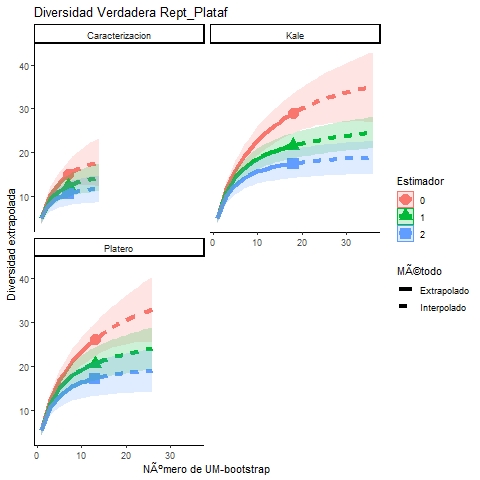 Diversidad Verdadera Rept_Plataf
Caracterizacion
Kale
40
30
20
10
0 10 20 30
Platero
40
30
20
10
0 10 20 30
Diversidad extrapolada
NÃºmero de UM-bootstrap
Estimador
0
1
2
MÃ©todo
Extrapolado
Interpolado